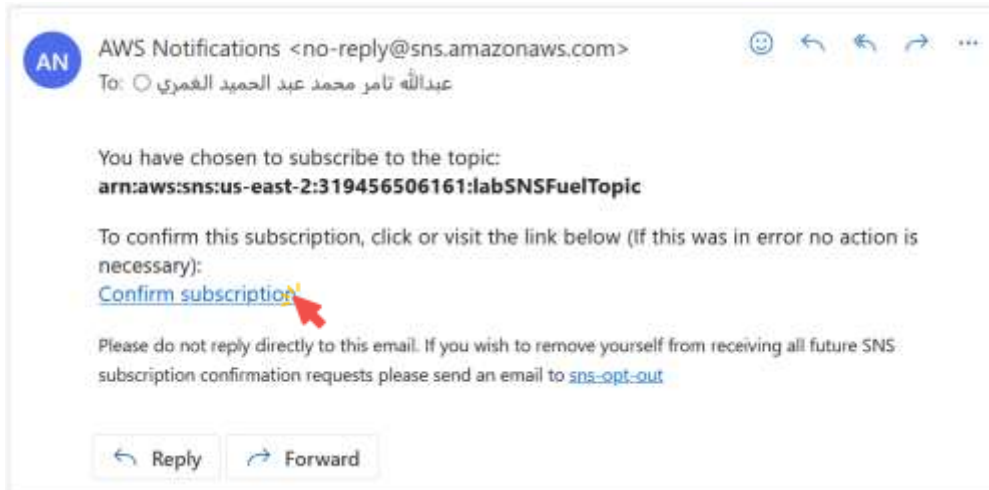 AN
AWS Notifications <no-reply@sns.amazonaws.com>
To: عبدالله تامر محمد عبد الحميد الغمري
You have chosen to subscribe to the topic:
arn:aws:sns:us-east-2:319456506161:labSNSFuelTopic
To confirm this subscription, click or visit the link below (If this was in error no action is
necessary):
Confirm subscription
Please do not reply directly to this email. If you wish to remove yourself from receiving all future SNS
subscription confirmation requests please send an email to sns-opt-out
Reply Forward